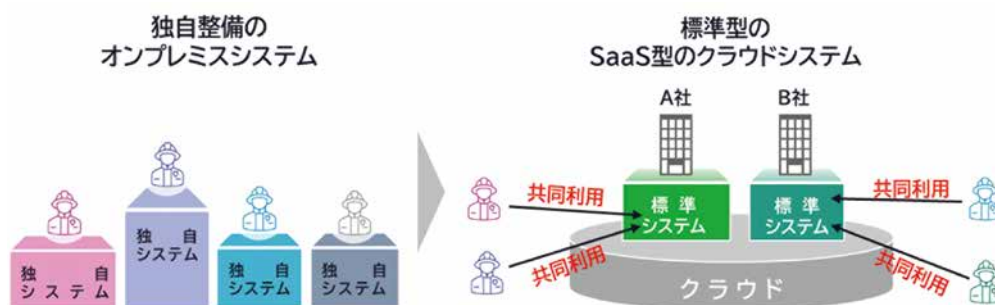 独自整備の
オンプレミスシステム
独　自
システム
独　自
システム
独　自
システム
独　自
システム
標準型の
SaaS型のクラウドシステム
A社
B社
共同利用
共同利用
標 準
システム
標 準
システム
共同利用
共同利用
クラウド